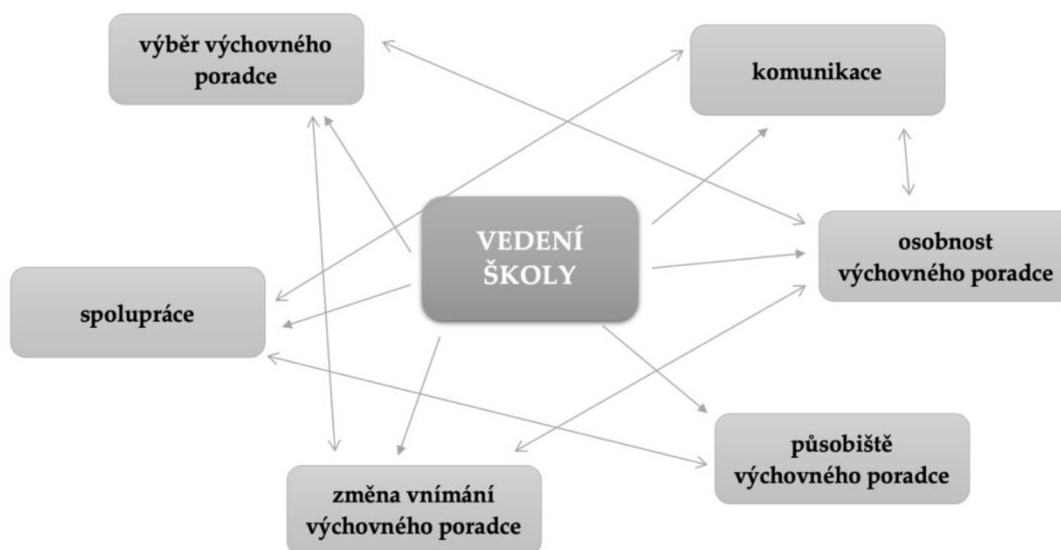 výběr výchovného
poradce
komunikace
VEDENÍ
ŠKOLY
osobnost
výchovného poradce
spolupráce
působiště
výchovného poradce
změna vnímání
výchovného poradce